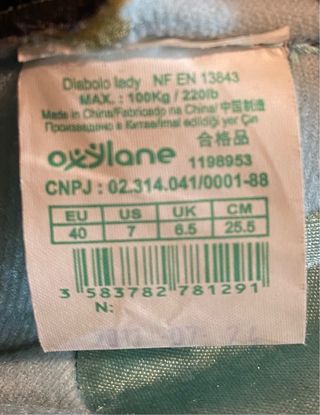 Diabolo lady NF EN 13843
MAX. : 100Kg / 220lb
Made in China/Fabricado na China/ 中国制造
Произведено в Китае/Imal edildiği yer Çin
合格品
oxylane 1198953
CNPJ : 02.314.041/0001-88
EU US UK CM
40 7 6.5 25.5
3 583782 781291
N: